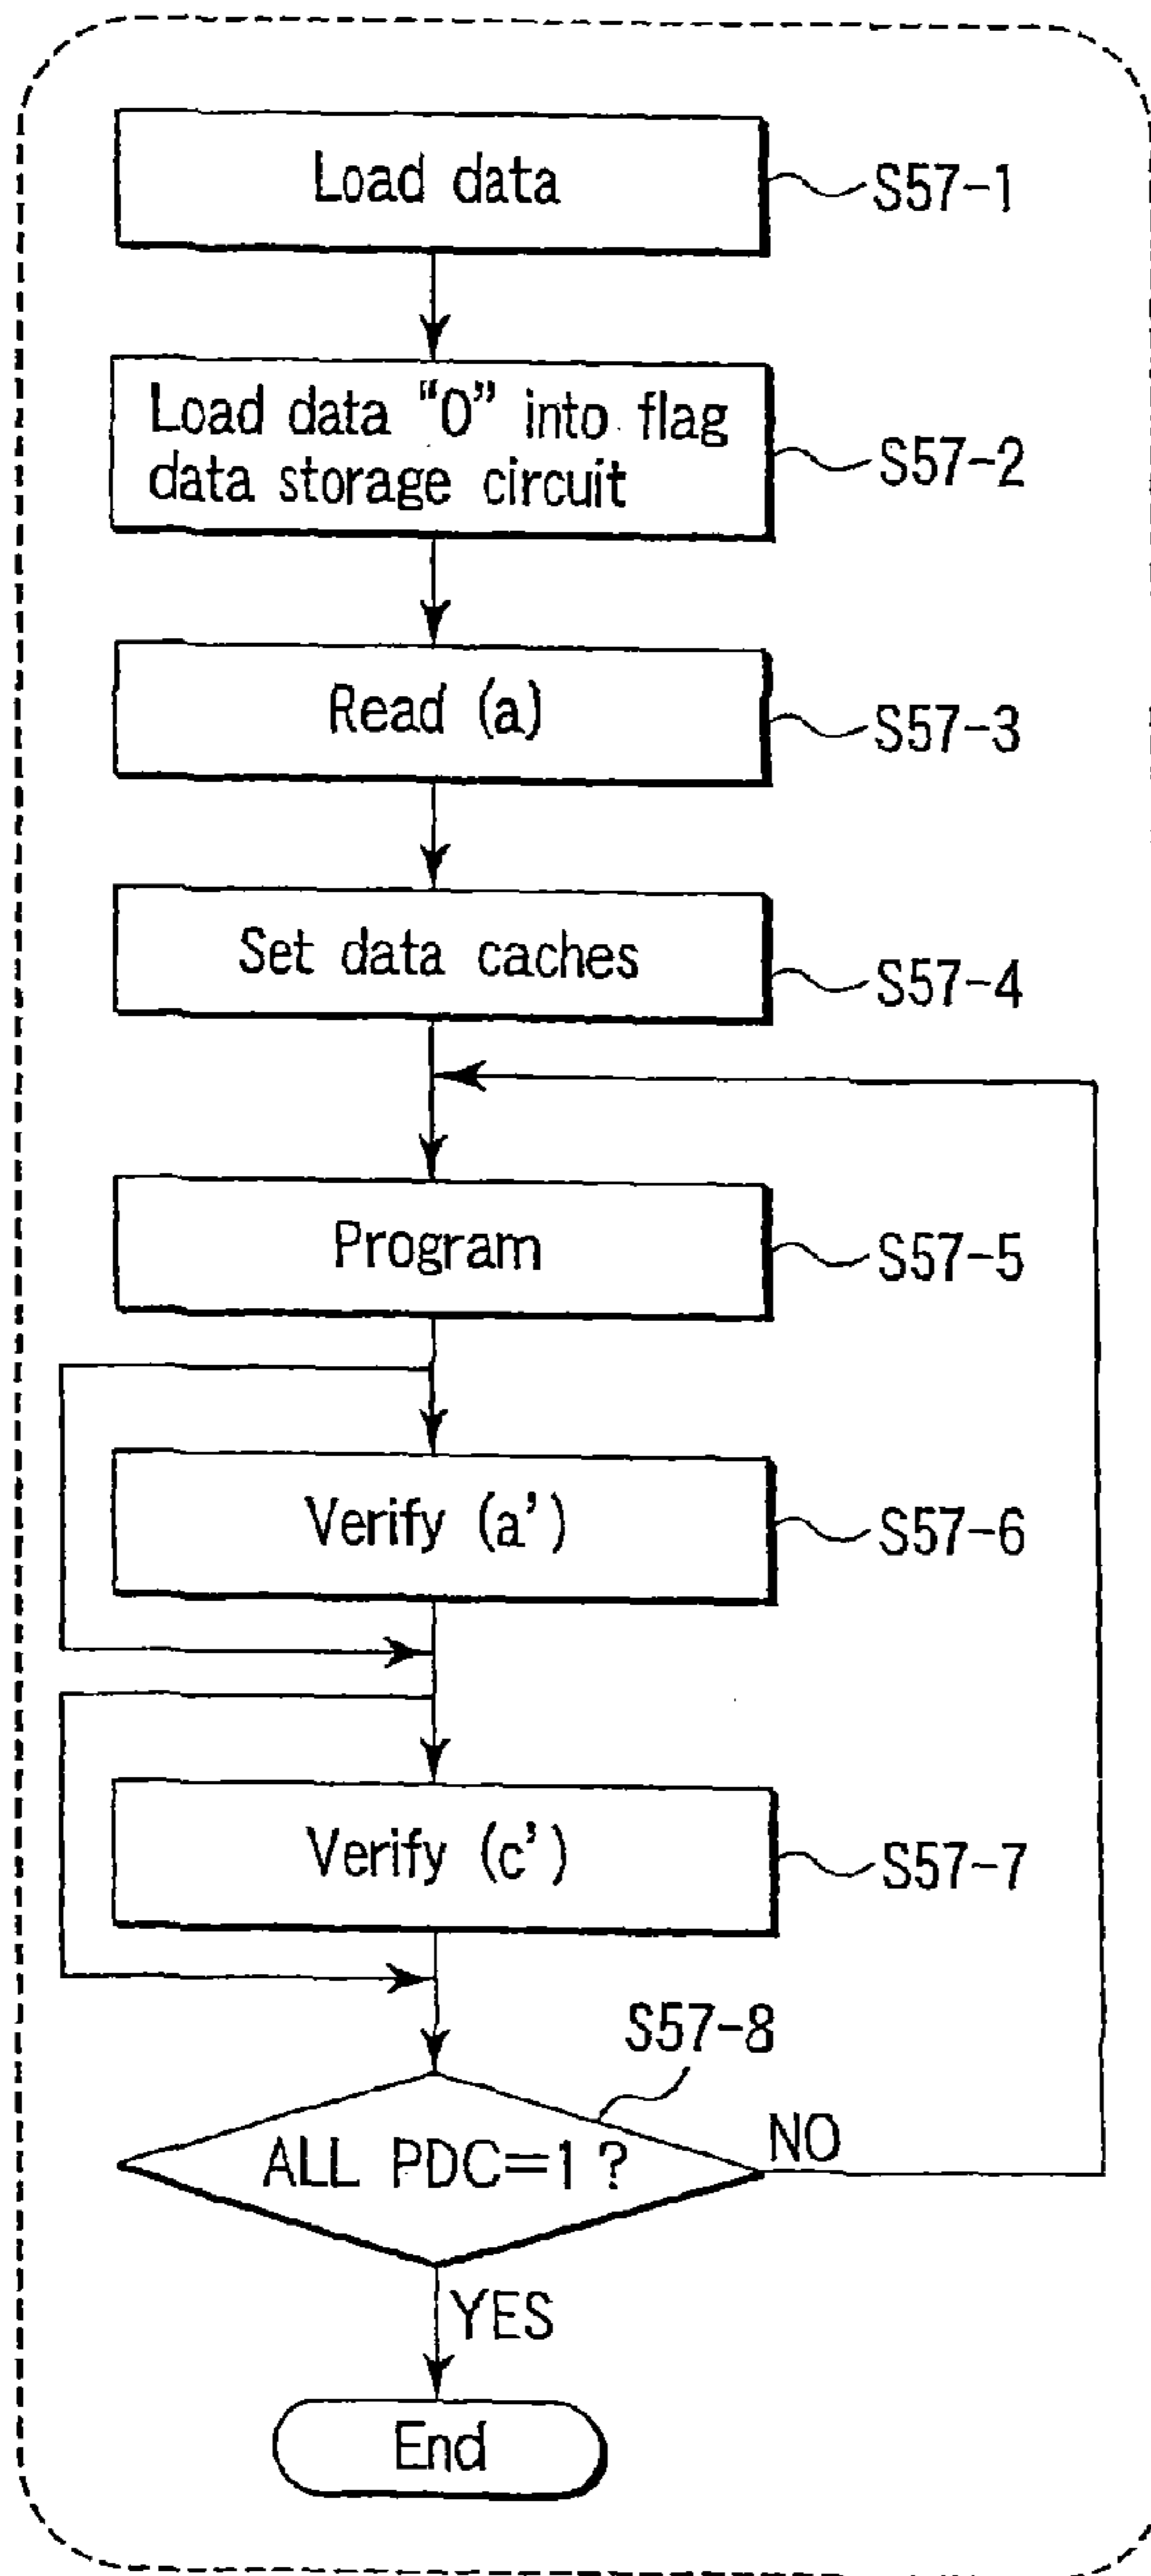 Load data
S57-1
Load data "0" into flag
data storage circuit
S57-2
Read (a)
S57-3
Set data caches
S57-4
Program
S57-5
Verify (a')
S57-6
Verify (c')
S57-7
S57-8
ALL PDC=1 ?
NO
YES
End